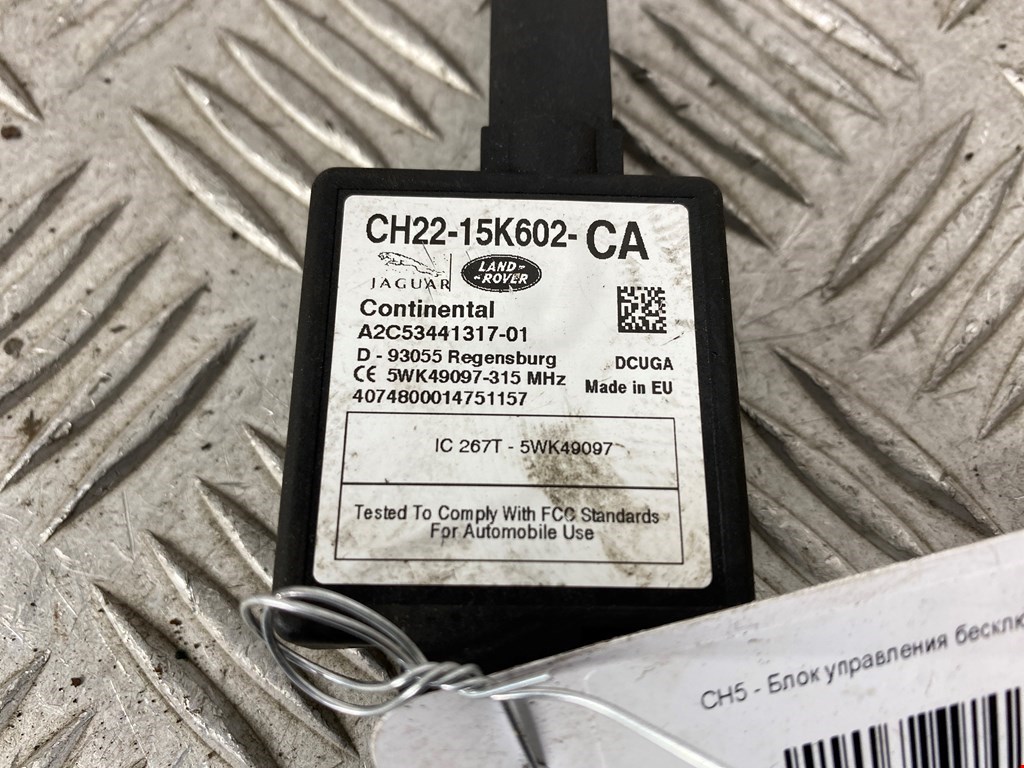 CH22-15K602-CA
JAGUAR
LAND-
-ROVER
Continental
A2C53441317-01
D - 93055 Regensburg
DCUGA
CE 5WK49097-315 MHz
Made in EU
4074800014751157
IC 267T - 5WK49097
Tested To Comply With FCC Standards
For Automobile Use
CH5 - Блок управления